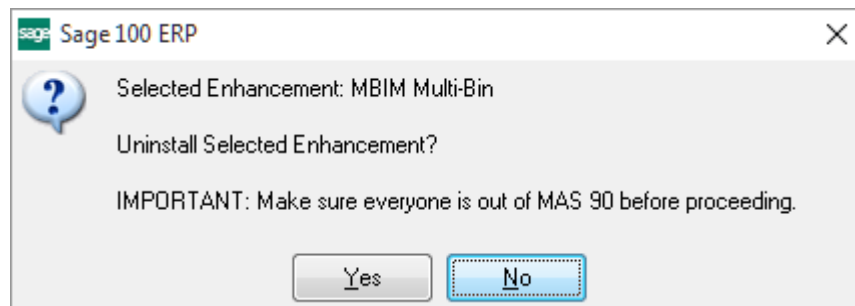 sage Sage 100 ERP
Selected Enhancement: MBIM Multi-Bin
Uninstall Selected Enhancement?
IMPORTANT: Make sure everyone is out of MAS 90 before proceeding.
Yes No